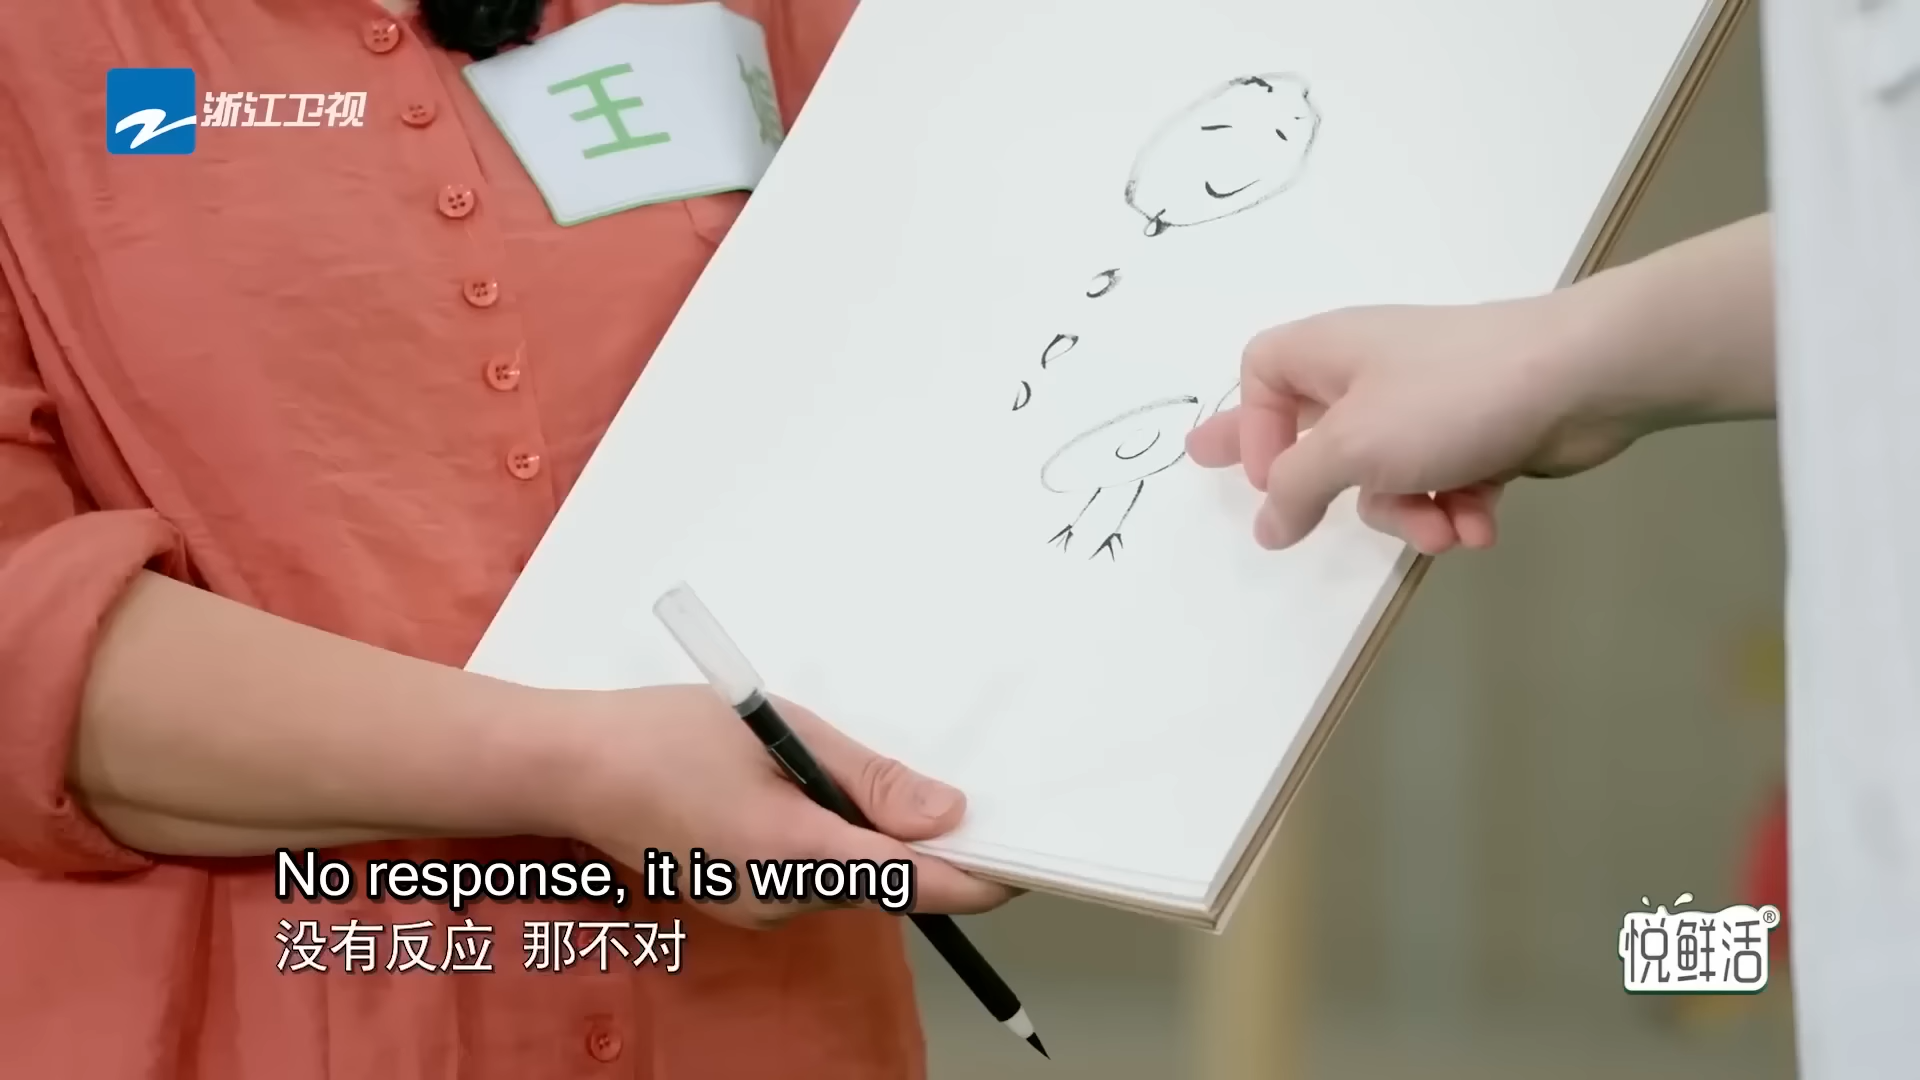 浙江卫视
王
No response, it is wrong
没有反应 那不对
悦鲜活®